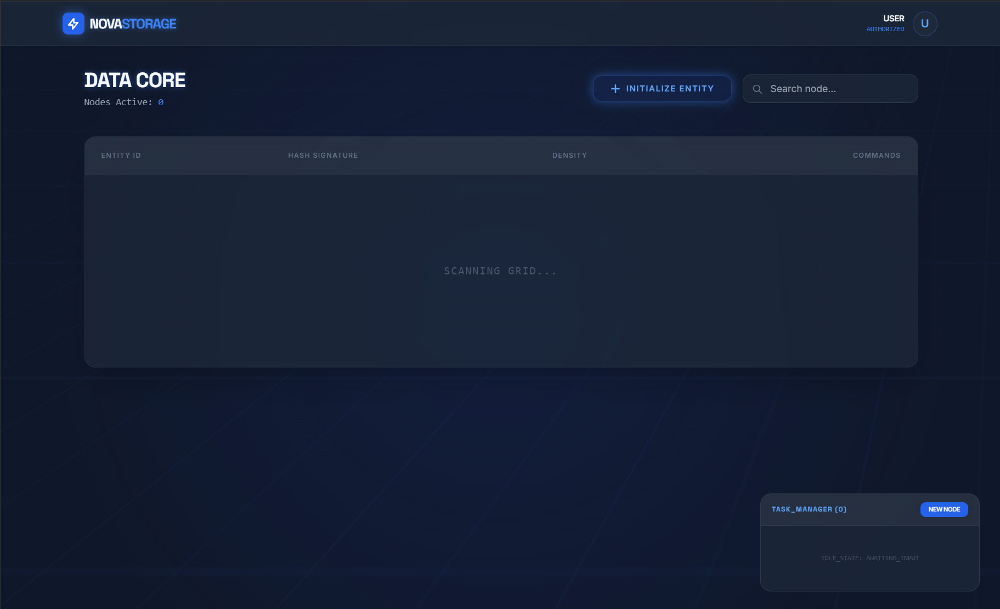 NOVASTORAGE
USER
AUTHORIZED
U
DATA CORE
Nodes Active: 0
INITIALIZE ENTITY
Search node...
ENTITY ID
HASH SIGNATURE
DENSITY
COMMANDS
SCANNING GRID...
TASK_MANAGER (0)
NEW NODE
IDLE_STATE: AWAITING_INPUT